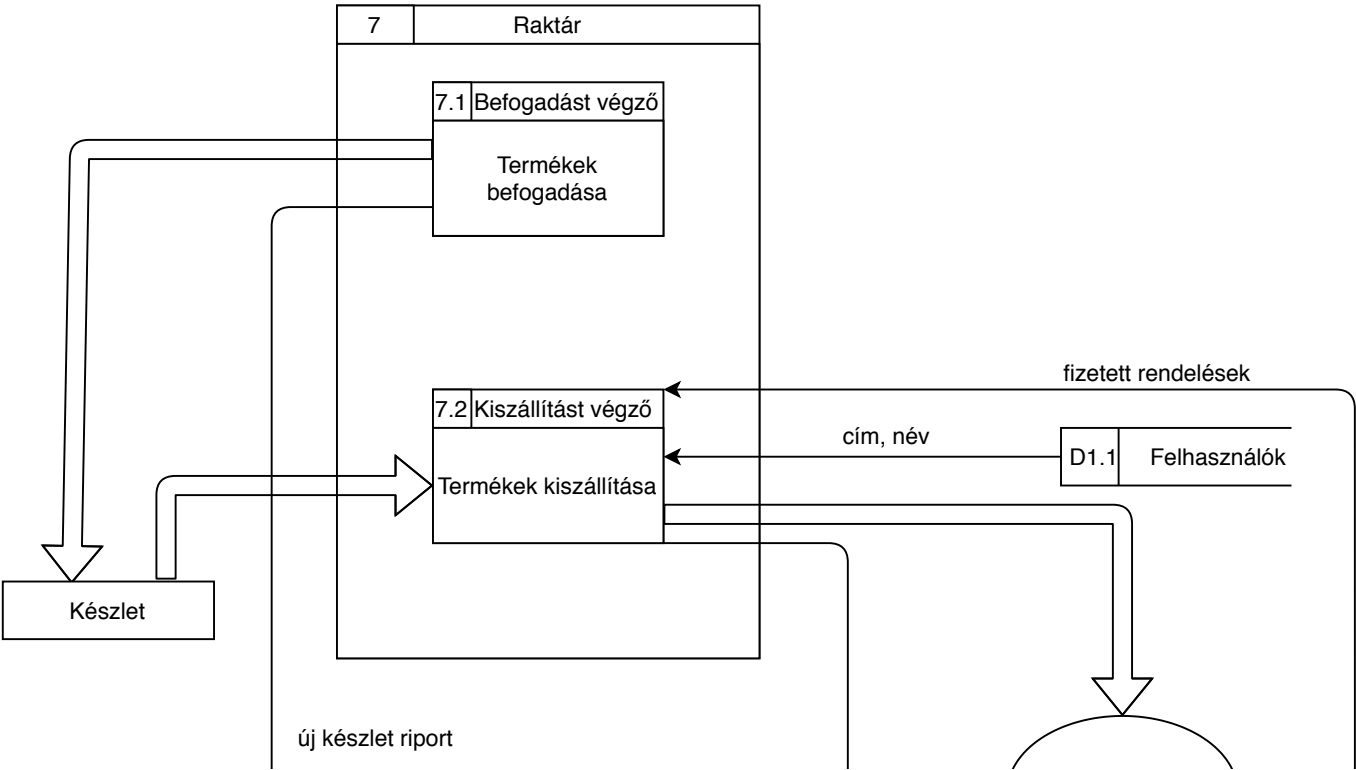 7 Raktár
7.1 Befogadást végző
Termékek
befogadása
fizetett rendelések
7.2 Kiszállítást végző
cím, név
D1.1 Felhasználók
Termékek kiszállítása
Készlet
új készlet riport